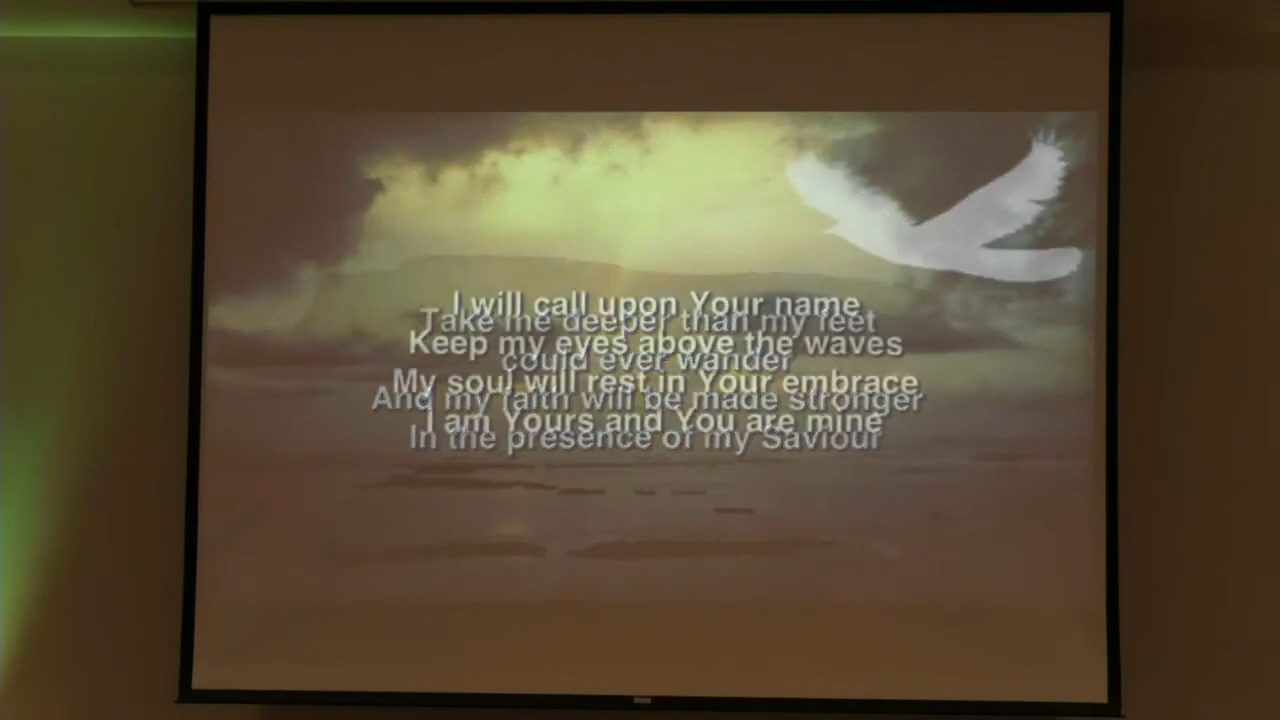 I will call upon Your name
Take me deeper than my feet
Keep my eyes above the waves
could ever wander
My soul will rest in Your embrace
And my faith will be made stronger
I am Yours and You are mine
In the presence of my Saviour